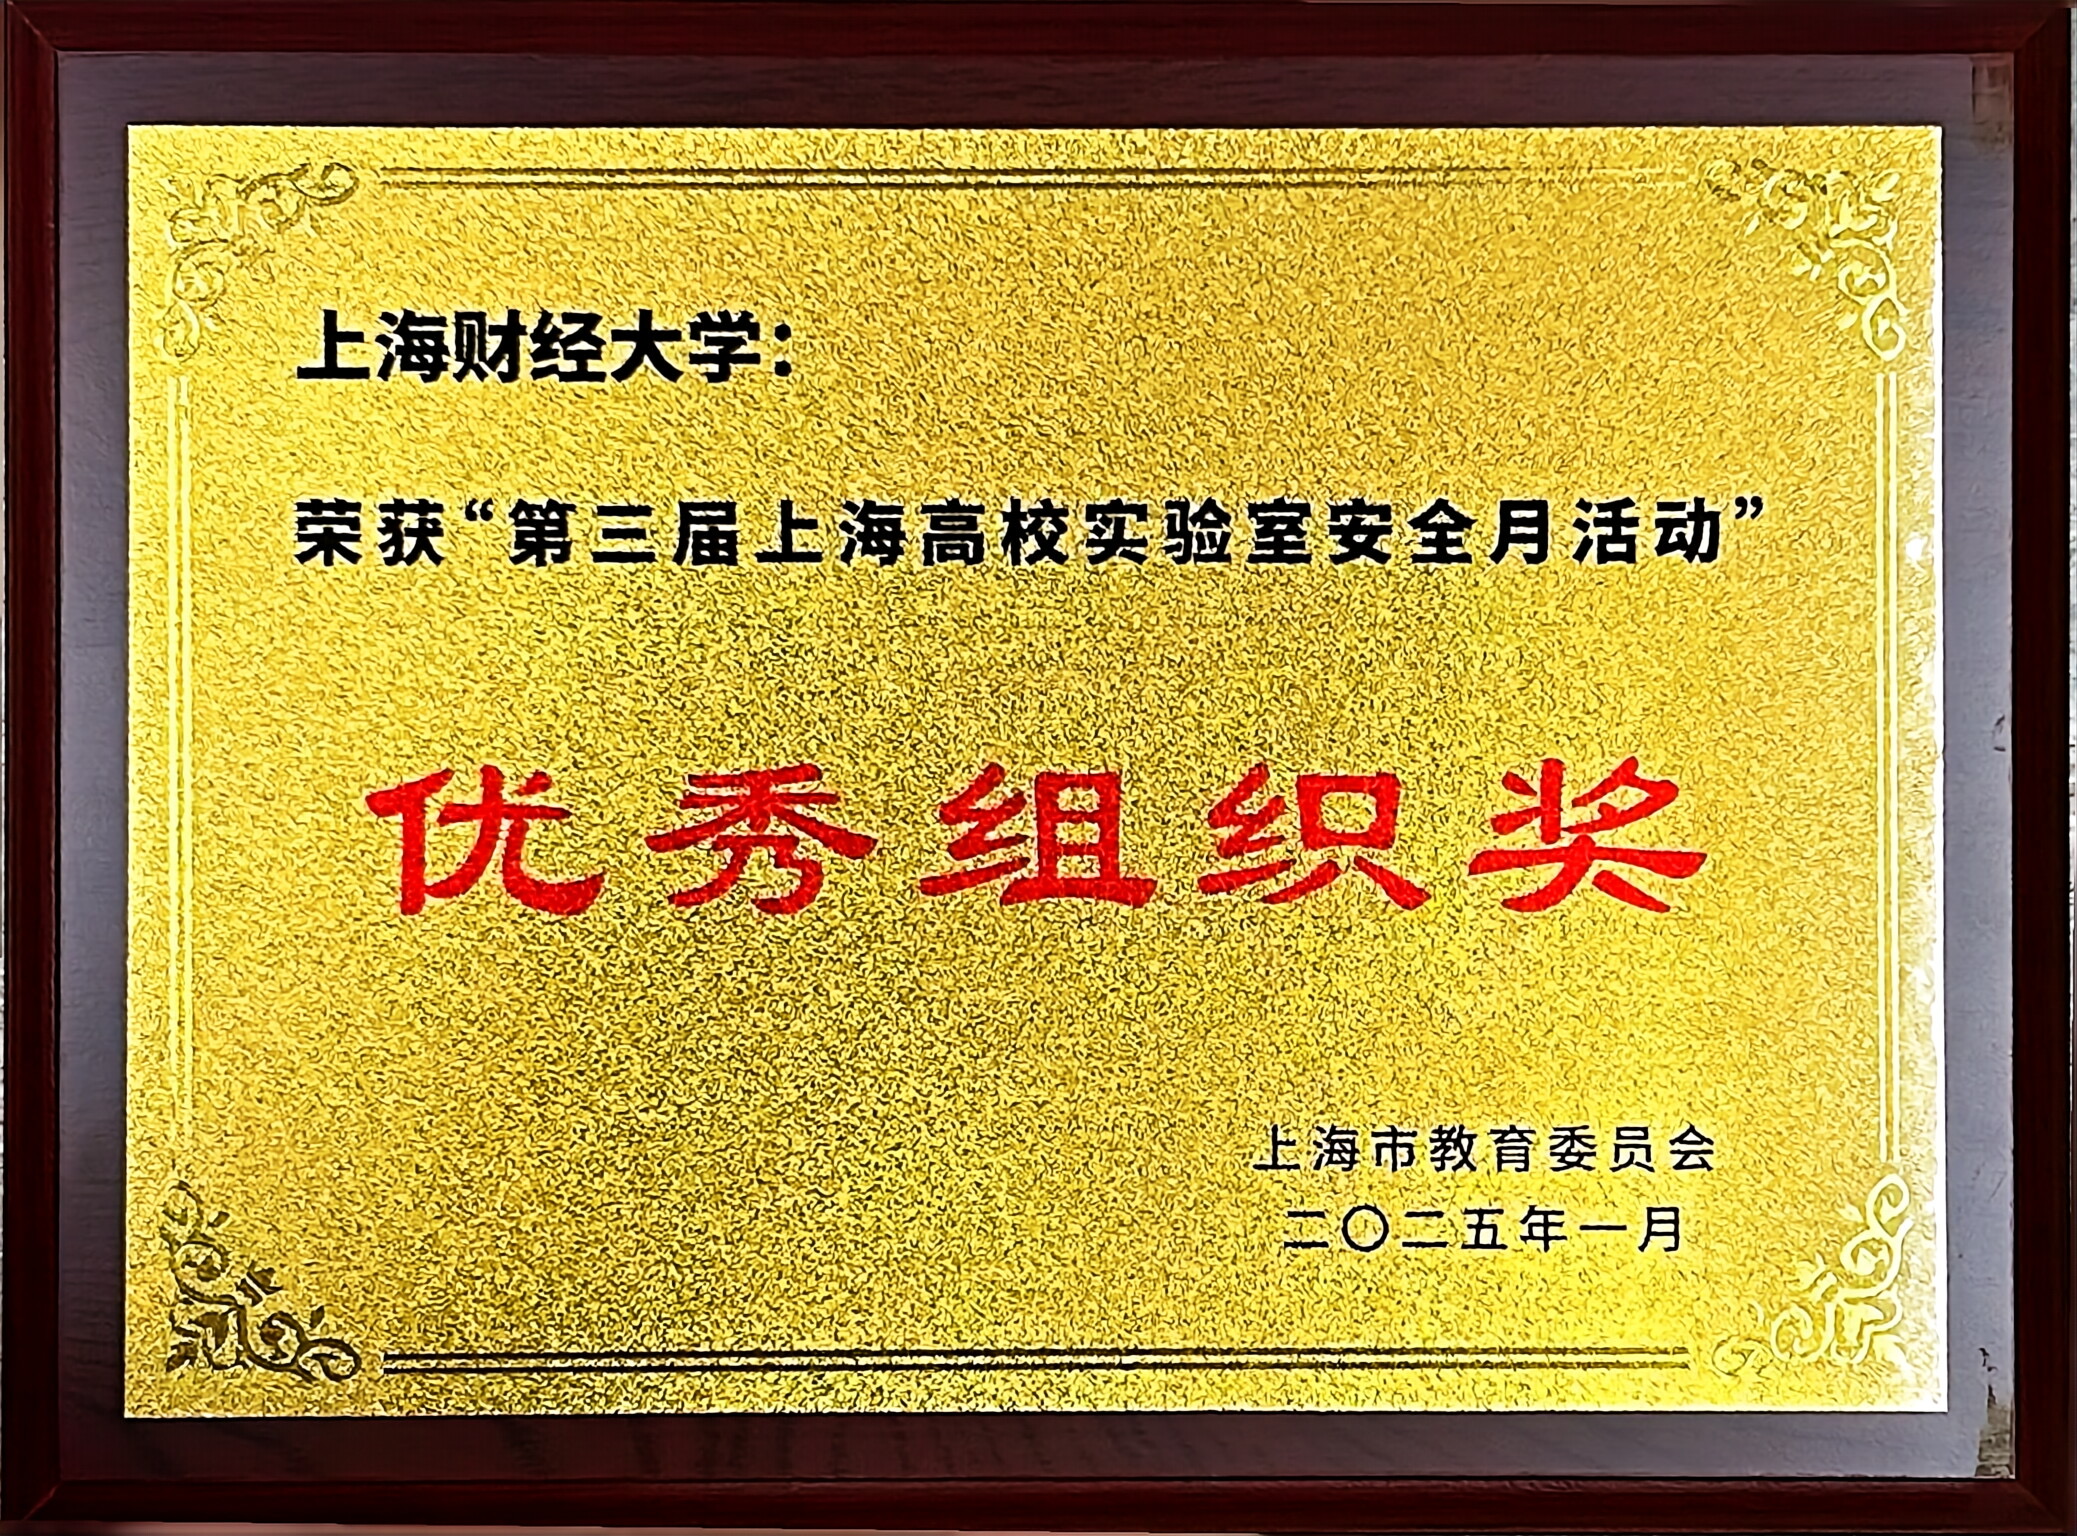 上海财经大学：
荣获“第三届上海高校实验室安全月活动”
优秀组织奖
上海市教育委员会
二〇二五年一月